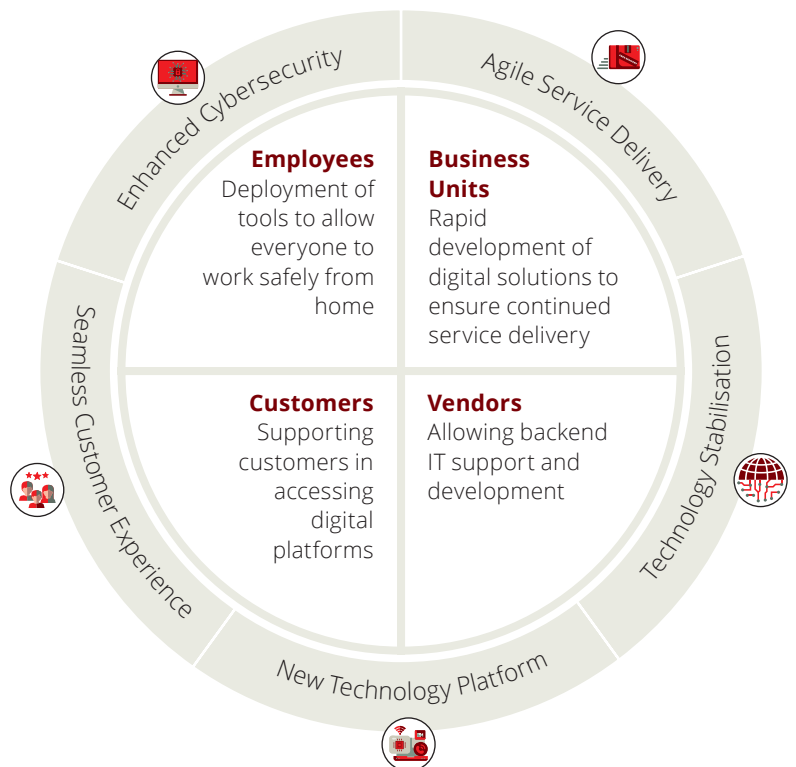 Enhanced Cybersecurity
Agile Service Delivery
Employees
Deployment of
tools to allow
everyone to
work safely from
home
Business
Units
Rapid
development of
digital solutions to
ensure continued
service delivery
Seamless Customer Experience
Technology Stabilisation
Customers
Supporting
customers in
accessing
digital
platforms
Vendors
Allowing backend
IT support and
development
New Technology Platform